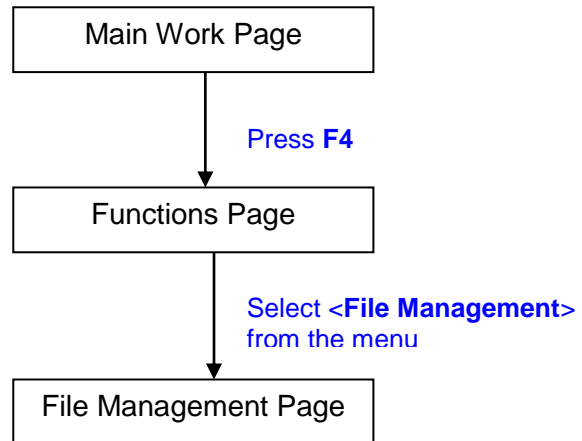 Main Work Page
Press F4
Functions Page
Select <File Management>
from the menu
File Management Page